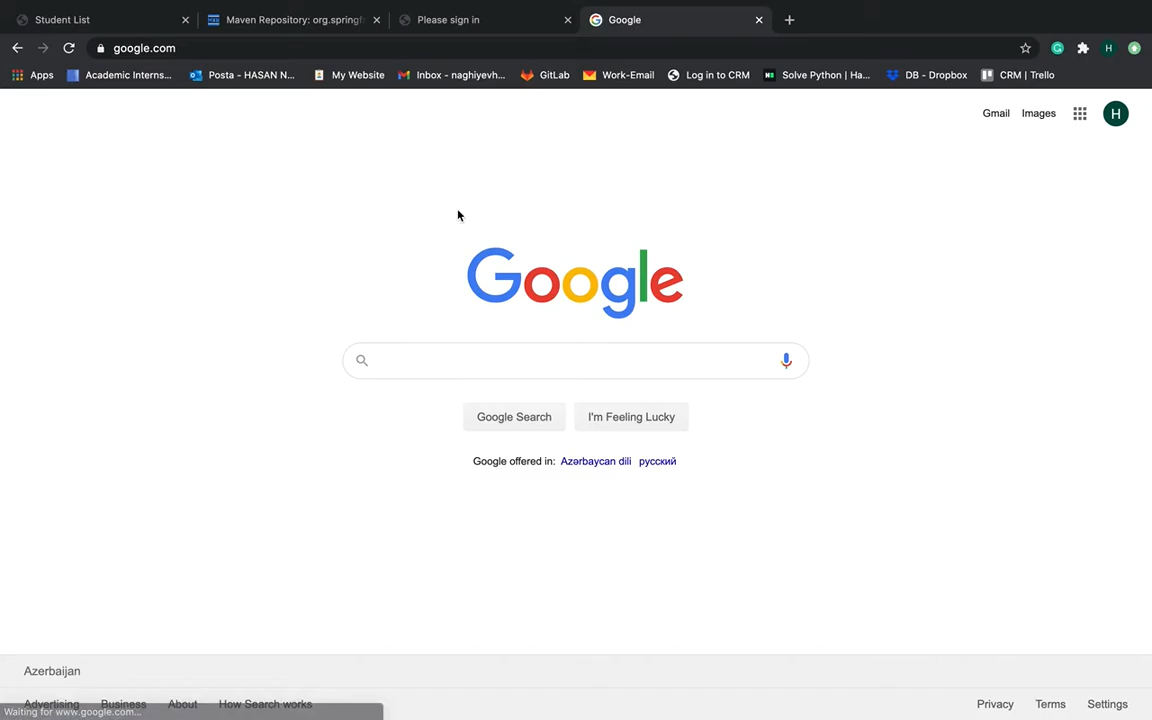 Student List
Maven Repository: org.springfa
Please sign in
Google
google.com
Apps
Academic Interns...
Posta - HASAN N...
My Website
Inbox - naghiyevh...
GitLab
Work-Email
Log in to CRM
Solve Python | Ha...
DB - Dropbox
CRM | Trello
Gmail Images H
Google
Google Search I'm Feeling Lucky
Google offered in: Azərbaycan dili русский
Azerbaijan
Advertising Business About How Search works Privacy Terms Settings
Waiting for www.google.com...